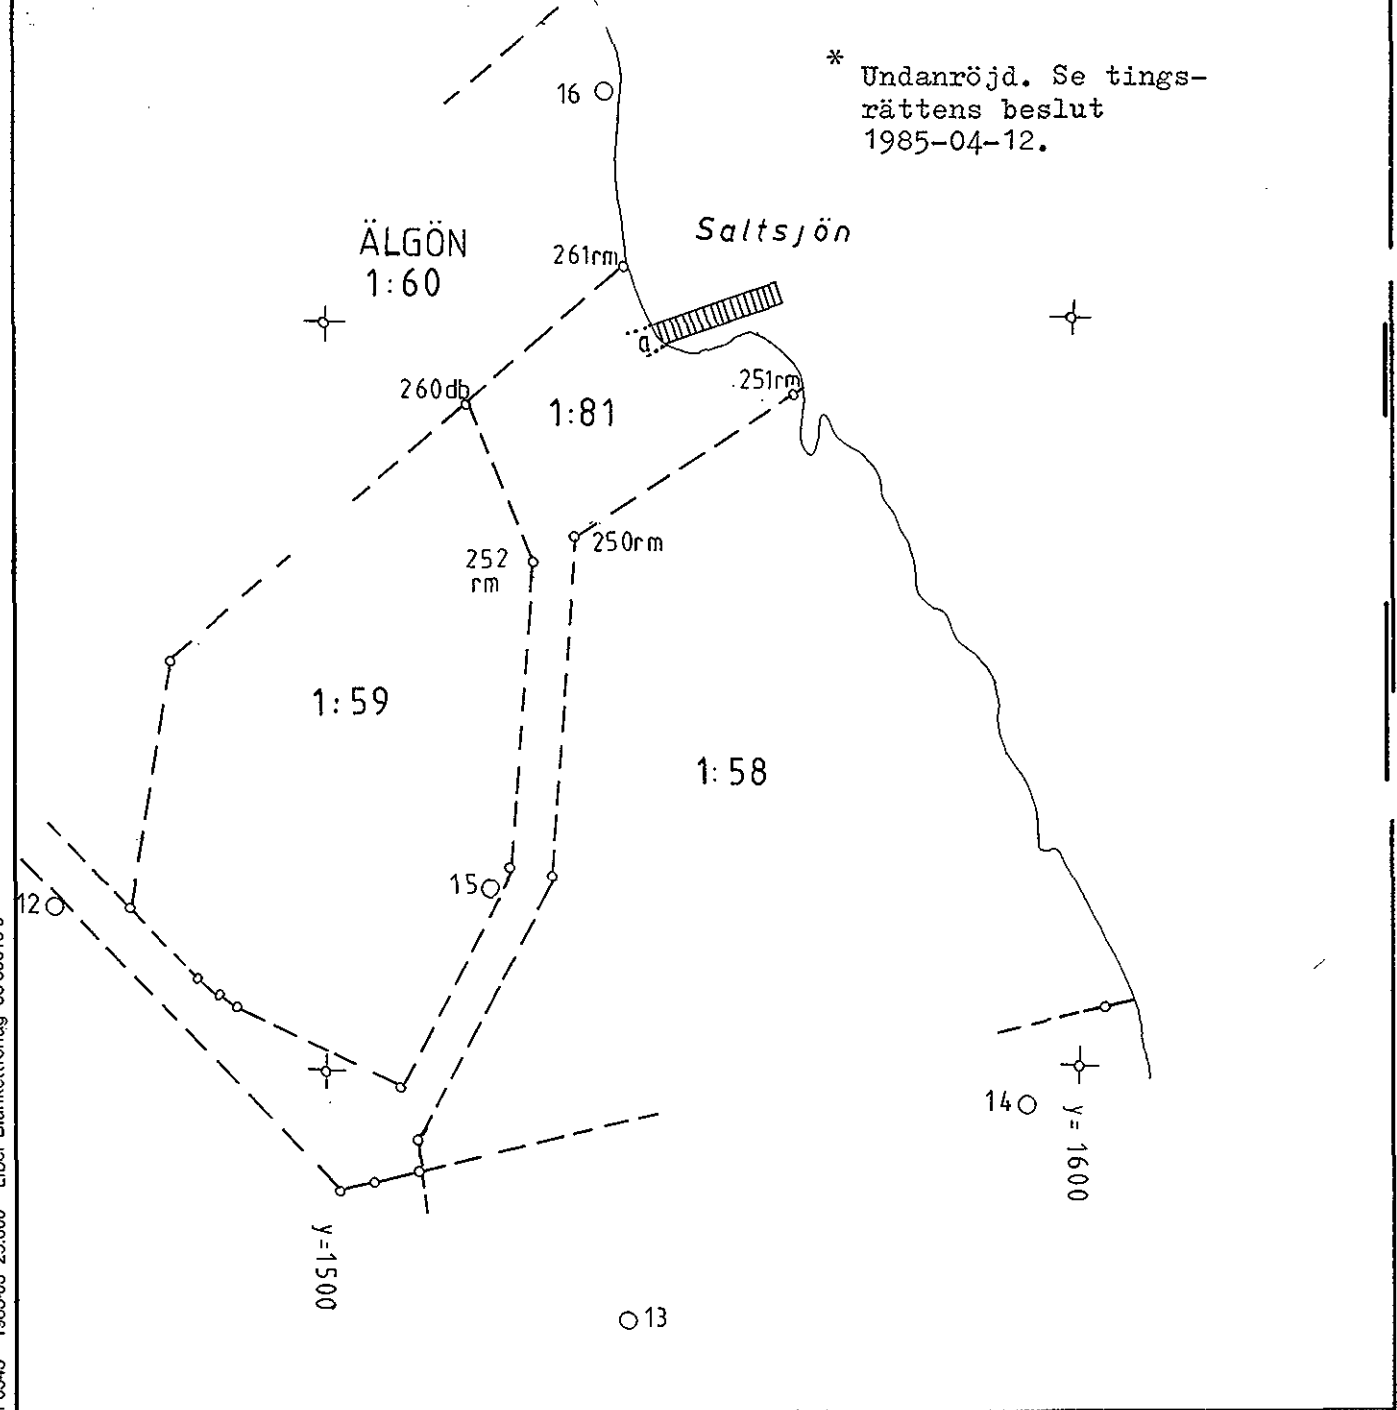 * Undanröjd. Se tings-
rättens beslut
1985-04-12.
16
ÄLGÖN
1:60
Saltsjön
261rm
a
260db
1:81
251rm
252
rm
250rm
1:59
1:58
15
12
14
y = 1600
y=1500
13